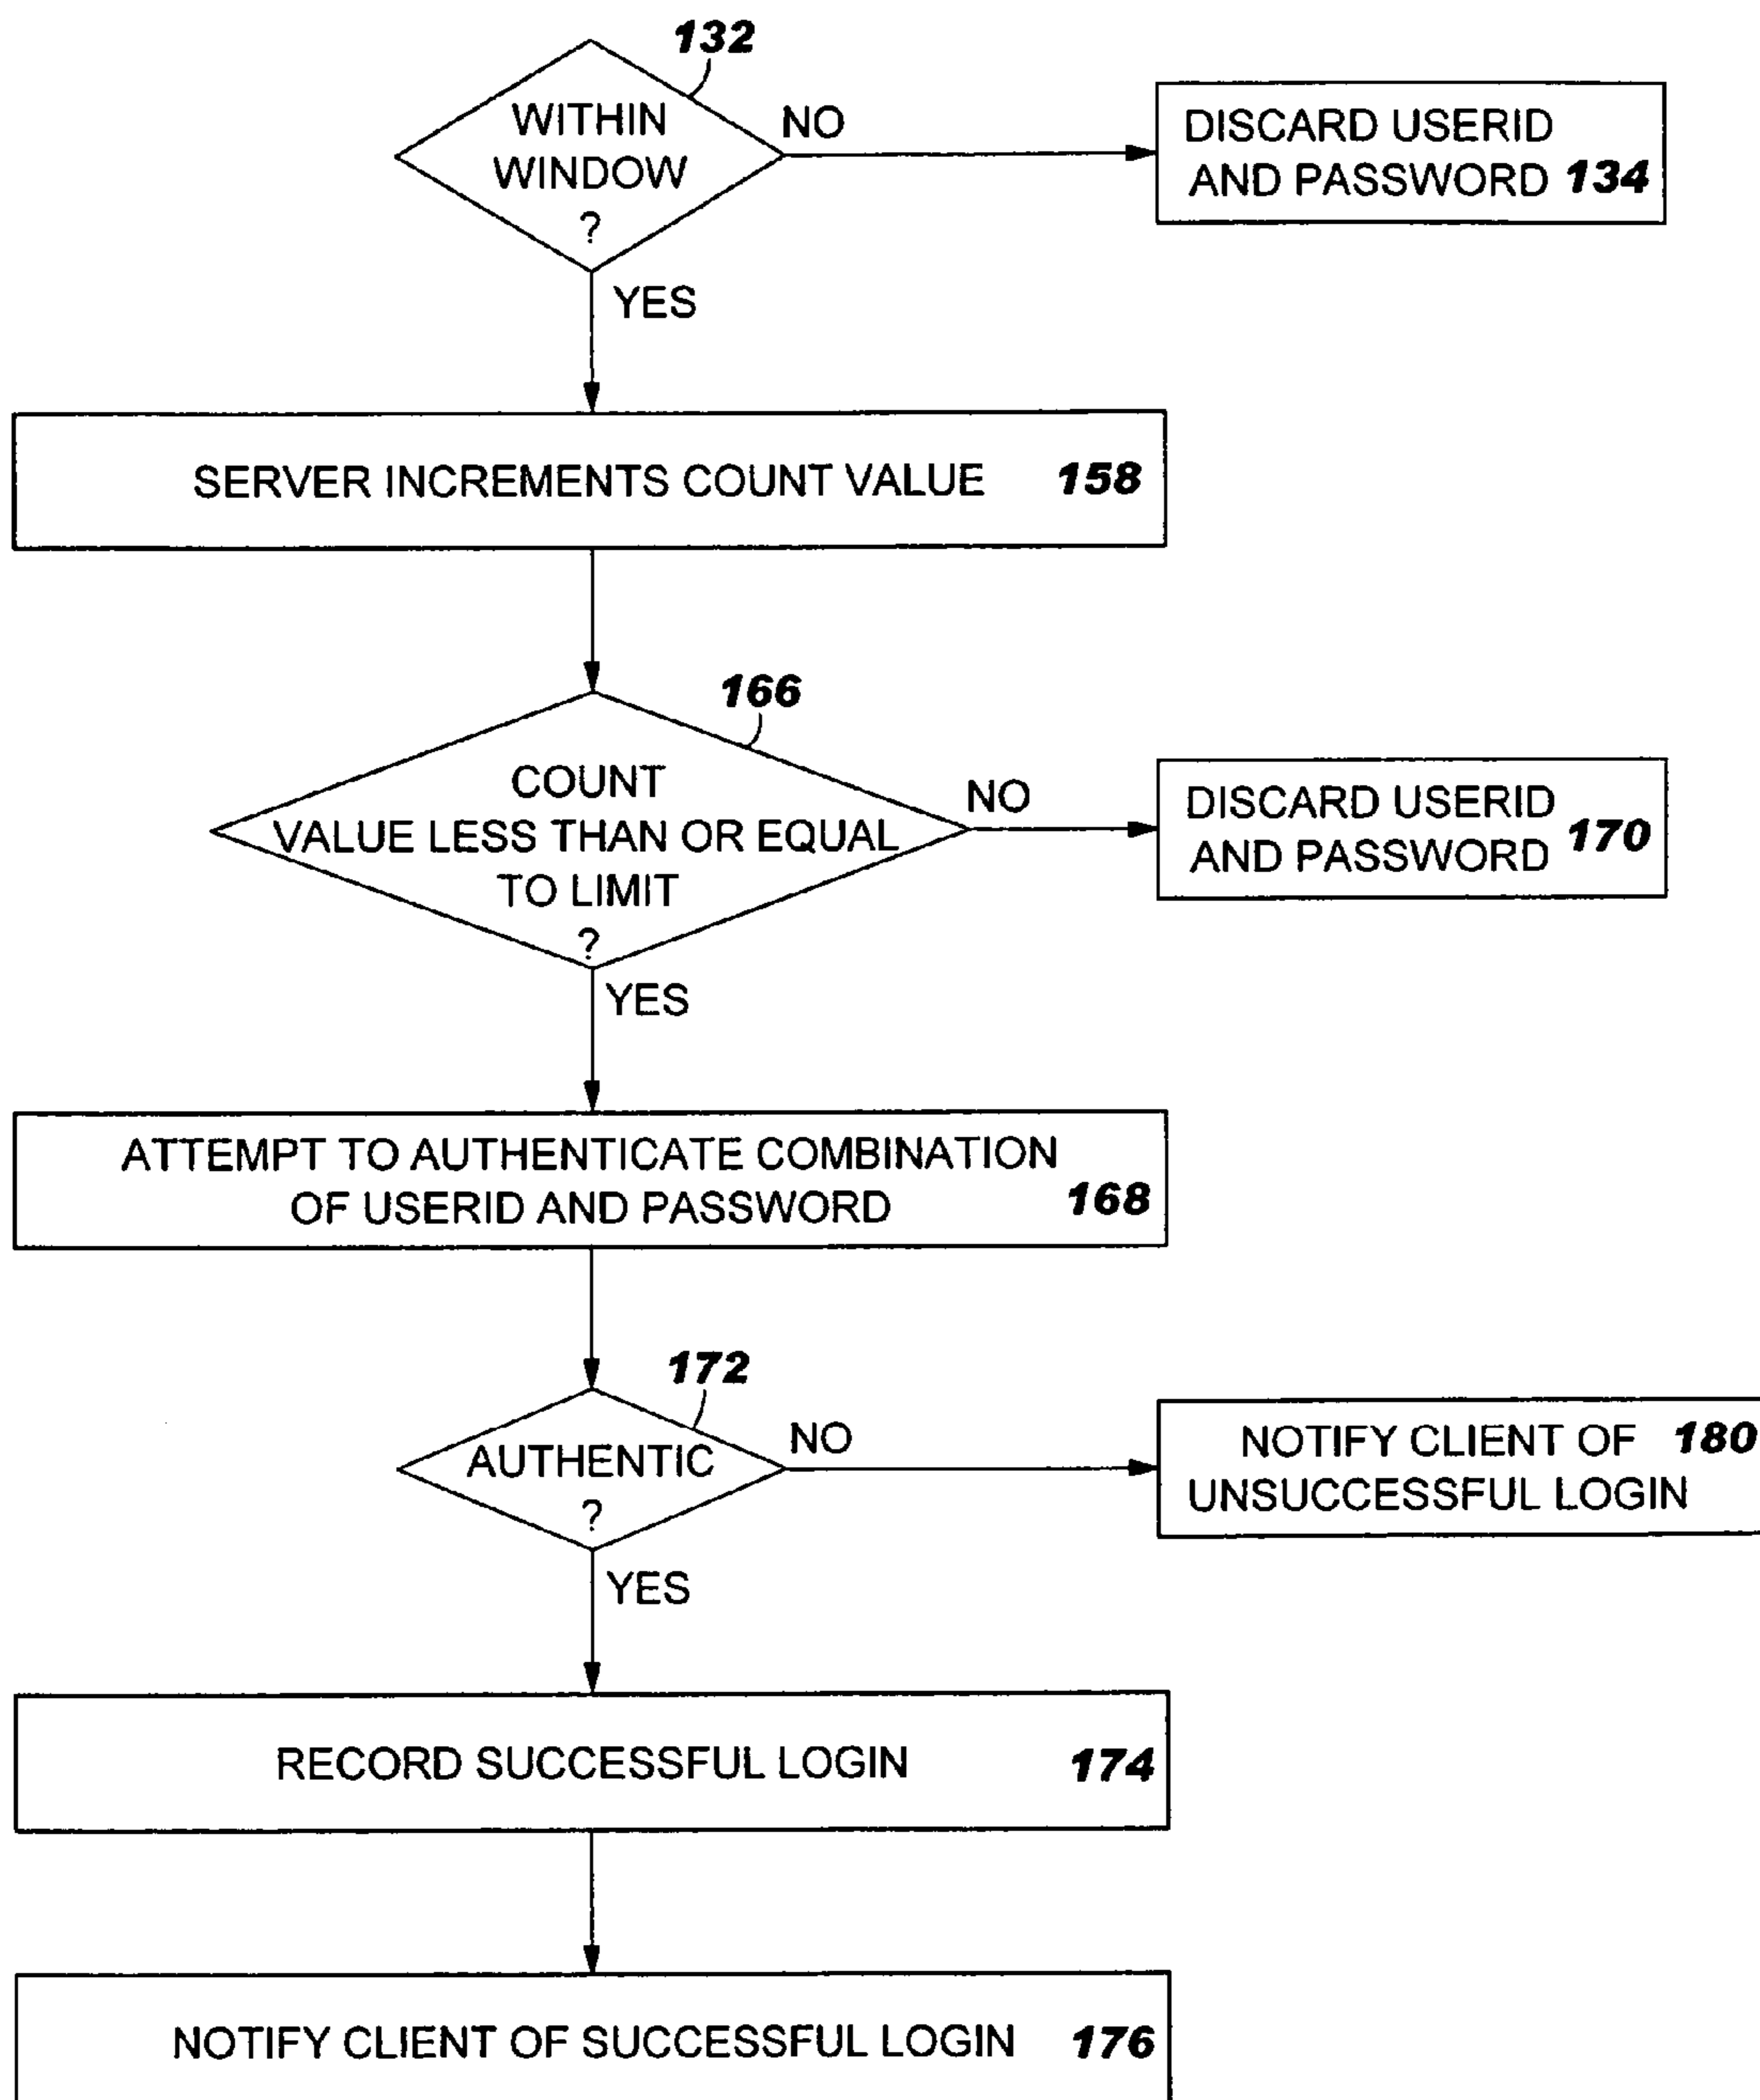 132
WITHIN
WINDOW
?
NO
DISCARD USERID
AND PASSWORD 134
YES
SERVER INCREMENTS COUNT VALUE 158
166
COUNT
VALUE LESS THAN OR EQUAL
TO LIMIT
?
NO
DISCARD USERID
AND PASSWORD 170
YES
ATTEMPT TO AUTHENTICATE COMBINATION
OF USERID AND PASSWORD 168
172
AUTHENTIC
?
NO
NOTIFY CLIENT OF 180
UNSUCCESSFUL LOGIN
YES
RECORD SUCCESSFUL LOGIN 174
NOTIFY CLIENT OF SUCCESSFUL LOGIN 176